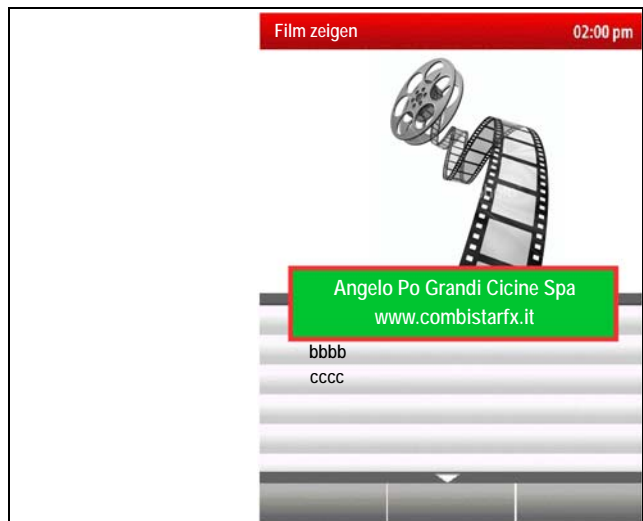 Film zeigen
02:00 pm
Angelo Po Grandi Cicine Spa
www.combistarfx.it
bbbb
cccc